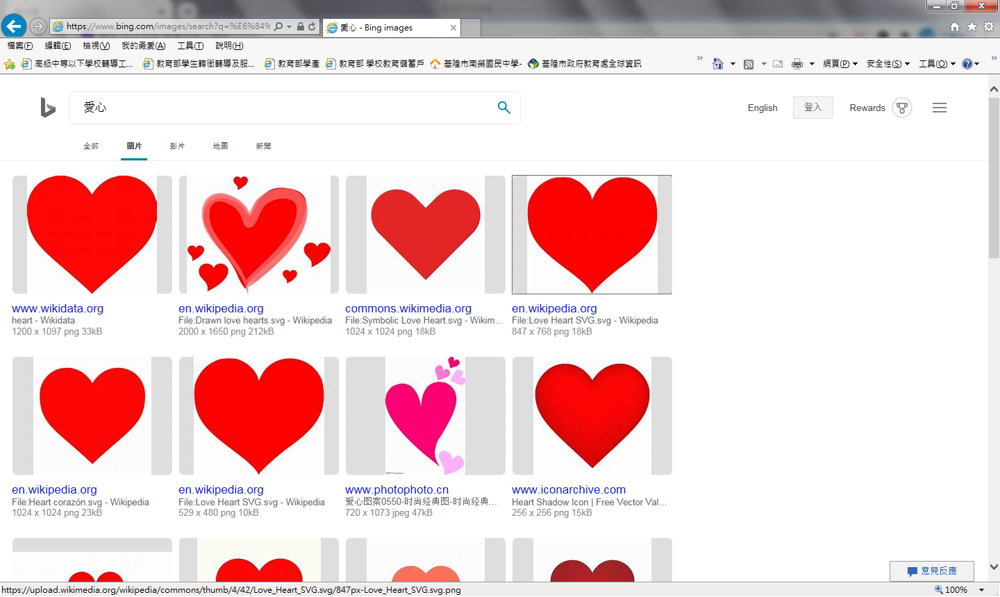 https://www.bing.com/images/search?q=%E6%84%
愛心 - Bing images
檔案(F) 編輯(E) 檢視(V) 我的最愛(A) 工具(T) 說明(H)
高級中等以下學校輔導工... 教育部學生轉銜輔導及服... 教育部學產 教育部 學校教育儲蓄戶 基隆市南榮國民中學- 基隆市政府教育處全球資訊 網頁(P) 安全性(S) 工具(O)
愛心
English 登入 Rewards
全部 圖片 影片 地圖 新聞
www.wikidata.org
heart - Wikidata
1200 x 1097 png 33kB
en.wikipedia.org
File:Drawn love hearts.svg - Wikipedia
2000 x 1650 png 212kB
commons.wikimedia.org
File:Symbolic Love Heart.svg - Wikim...
1024 x 1024 png 18kB
en.wikipedia.org
File:Love Heart SVG.svg - Wikipedia
847 x 768 png 18kB
en.wikipedia.org
File:Heart corazón.svg - Wikipedia
1024 x 1024 png 23kB
en.wikipedia.org
File:Love Heart SVG.svg - Wikipedia
529 x 480 png 10kB
www.photophoto.cn
爱心图案0550-时尚经典图-时尚经典...
720 x 1073 jpeg 47kB
www.iconarchive.com
Heart Shadow Icon | Free Vector Val...
256 x 256 png 15kB
意見反應
https://upload.wikimedia.org/wikipedia/commons/thumb/4/42/Love_Heart_SVG.svg/847px-Love_Heart_SVG.svg.png
100%